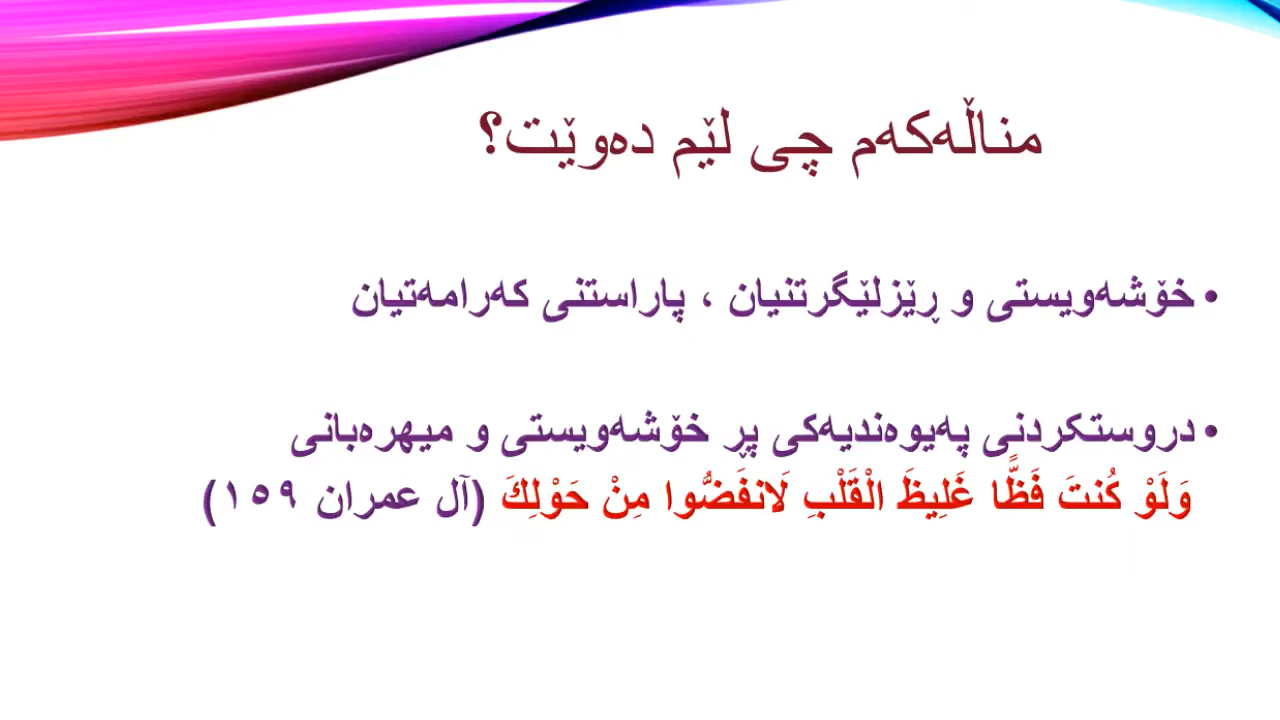 مناڵەکەم چی لێم دەوێت؟
• خۆشەویستی و ڕێزلێگرتنیان ، پاراستنی کەرامەتیان
• دروستکردنی پەیوەندیەکی پڕ خۆشەویستی و میهرەبانی
وَلَوْ كُنتَ فَظًّا غَلِيظَ الْقَلْبِ لَانفَضُّوا مِنْ حَوْلِكَ (آل عمران ١٥٩)